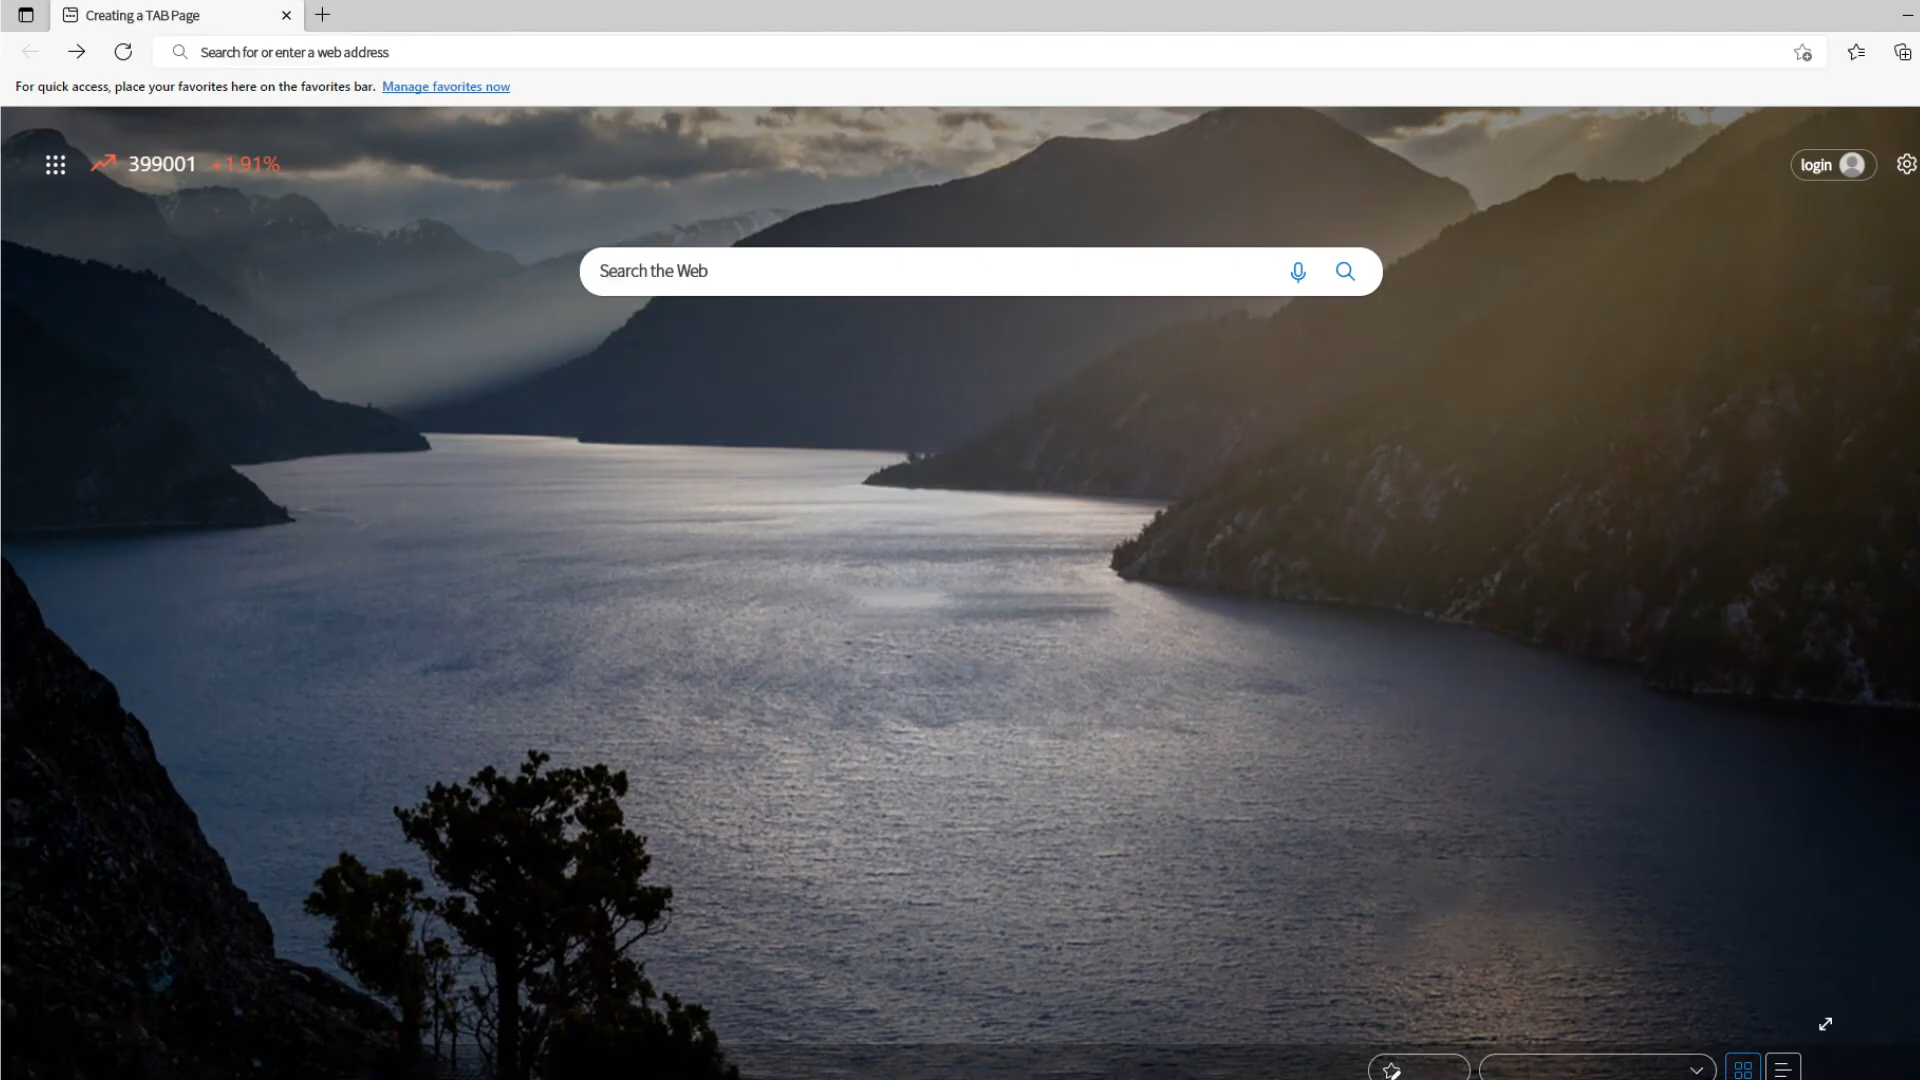 Creating a TAB Page
Search for or enter a web address
For quick access, place your favorites here on the favorites bar. Manage favorites now
399001 +1.91%
login
Search the Web